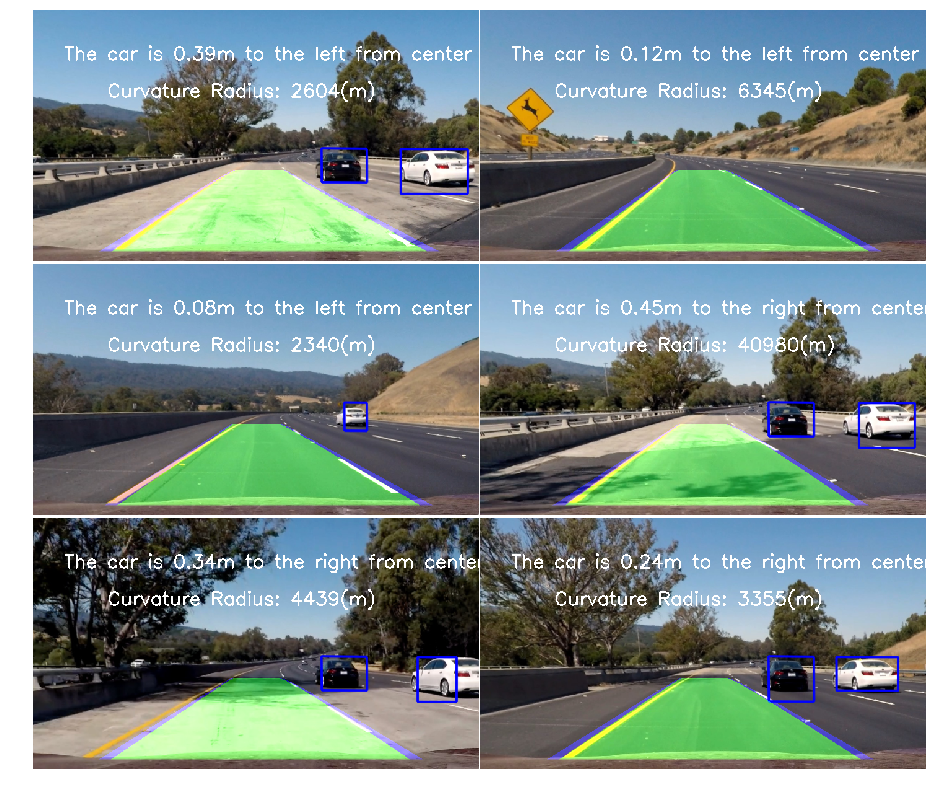 The car is 0.39m to the left from center
Curvature Radius: 2604(m)
The car is 0.12m to the left from center
Curvature Radius: 6345(m)
The car is 0.08m to the left from center
Curvature Radius: 2340(m)
The car is 0.45m to the right from center
Curvature Radius: 40980(m)
The car is 0.34m to the right from center
Curvature Radius: 4439(m)
The car is 0.24m to the right from center
Curvature Radius: 3355(m)